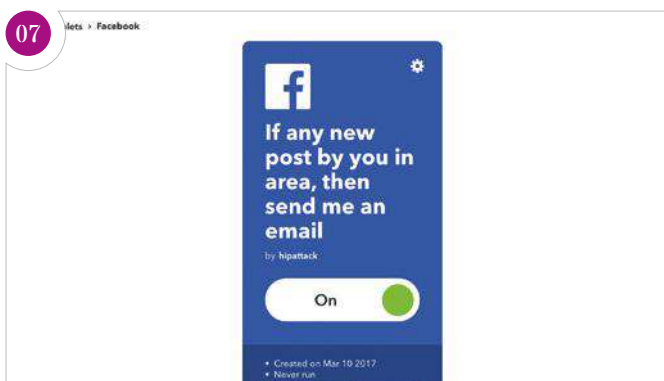 07
lets > Facebook
If any new
post by you in
area, then
send me an
email
by hipattack
On
• Created on Mar 10 2017
• Never run